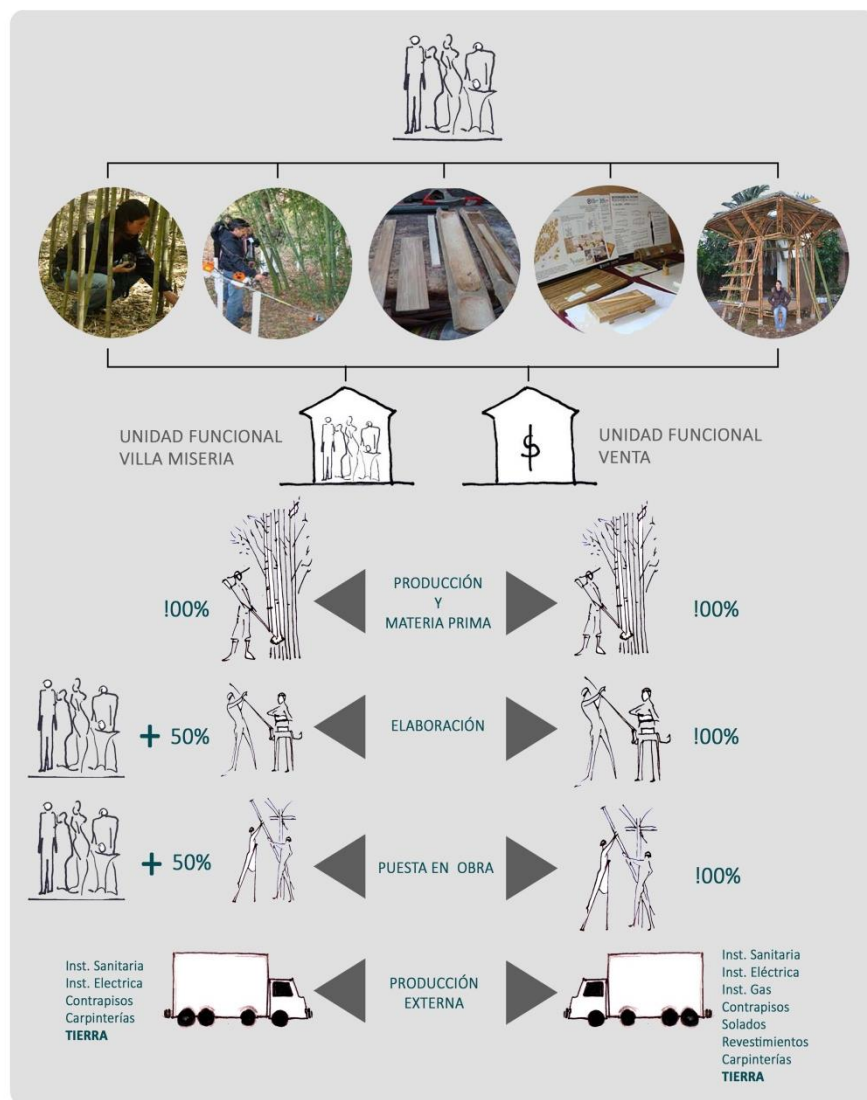 UNIDAD FUNCIONAL
VILLA MISERIA
$
UNIDAD FUNCIONAL
VENTA
!00%
PRODUCCIÓN
Y
MATERIA PRIMA
!00%
+ 50%
ELABORACIÓN
!00%
+ 50%
PUESTA EN OBRA
!00%
Inst. Sanitaria
Inst. Electrica
Contrapisos
Carpinterías
TIERRA
PRODUCCIÓN
EXTERNA
Inst. Sanitaria
Inst. Eléctrica
Inst. Gas
Contrapisos
Solados
Revestimientos
Carpinterías
TIERRA